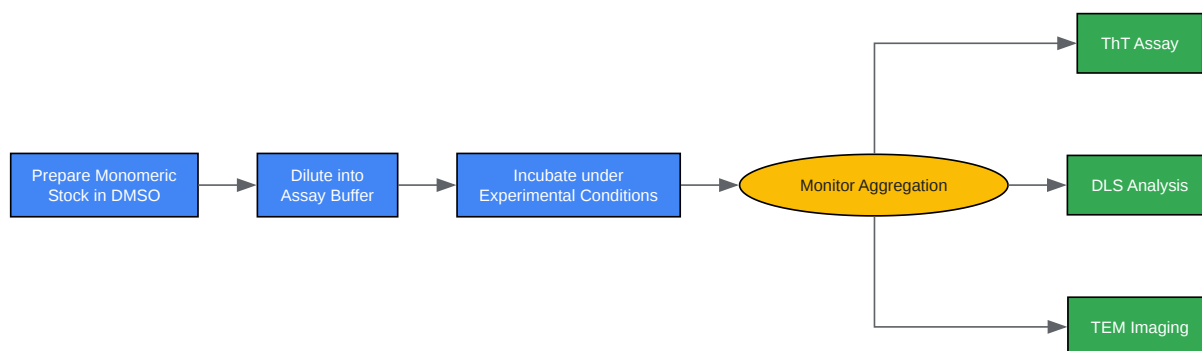 Prepare Monomeric
Stock in DMSO
Dilute into
Assay Buffer
Incubate under
Experimental Conditions
Monitor Aggregation
ThT Assay
DLS Analysis
TEM Imaging